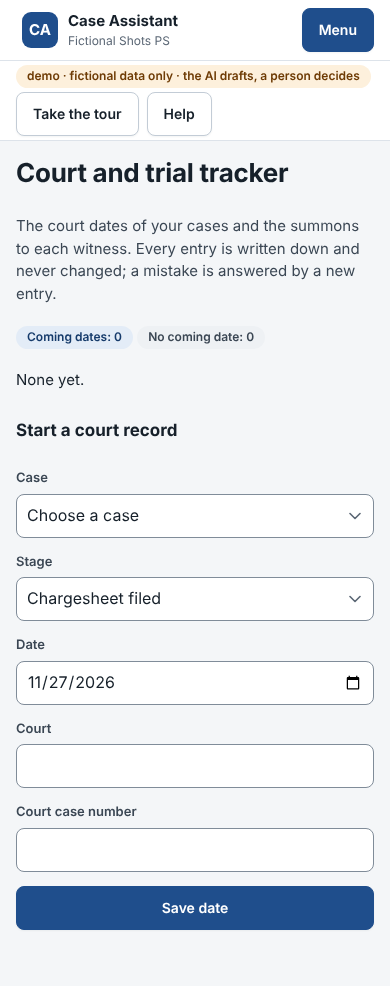 CA
Case Assistant
Fictional Shots PS
Menu
demo · fictional data only · the AI drafts, a person decides
Take the tour
Help
Court and trial tracker
The court dates of your cases and the summons
to each witness. Every entry is written down and
never changed; a mistake is answered by a new
entry.
Coming dates: 0
No coming date: 0
None yet.
Start a court record
Case
Choose a case
Stage
Chargesheet filed
Date
11/27/2026
Court
Court case number
Save date